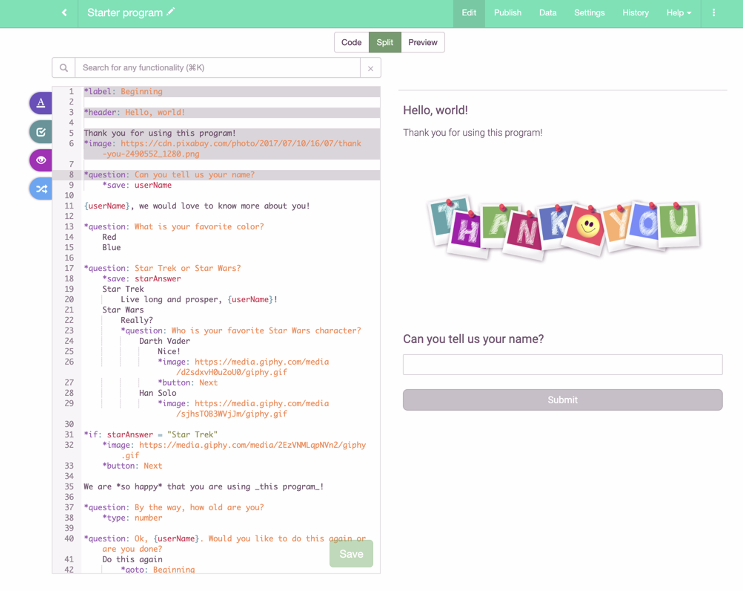 Starter program
Edit Publish Data Settings History Help
Code Split Preview
Search for any functionality (⌘K)
1 *label: Beginning
2
3 *header: Hello, world!
4
5 Thank you for using this program!
6 *image: https://cdn.pixabay.com/photo/2017/07/10/16/07/thank
-you-2490552_1280.png
7
8 *question: Can you tell us your name?
9 *save: userName
10
11 {userName}, we would love to know more about you!
12
13 *question: What is your favorite color?
14 Red
15 Blue
16
17 *question: Star Trek or Star Wars?
18 *save: starAnswer
19 Star Trek
20 Live long and prosper, {userName}!
21 Star Wars
22 Really?
23 *question: Who is your favorite Star Wars character?
24 Darth Vader
25 Nice!
26 *image: https://media.giphy.com/media
/dZsdxvH0u2oU0/giphy.gif
27 *button: Next
28 Han Solo
29 *image: https://media.giphy.com/media
/sjhsTO83WVjJm/giphy.gif
30
31 *if: starAnswer = "Star Trek"
32 *image: https://media.giphy.com/media/ZEzVNMLqpNVnZ/giphy
.gif
33 *button: Next
34
35 We are *so happy* that you are using _this program_!
36
37 *question: By the way, how old are you?
38 *type: number
39
40 *question: Ok, {userName}. Would you like to do this again or
are you done?
41 Do this again
42 *goto: Beginning
Save
Hello, world!
Thank you for using this program!
THANK YOU
Can you tell us your name?
Submit